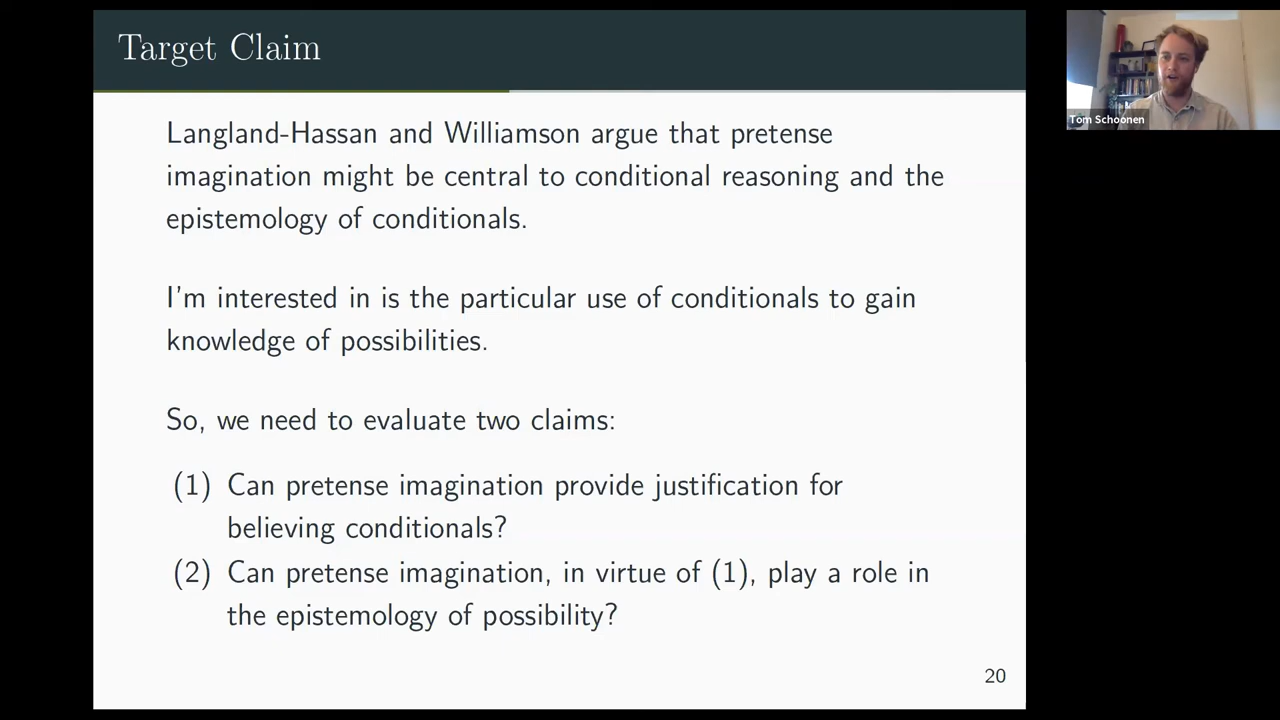 Target Claim
Langland-Hassan and Williamson argue that pretense
imagination might be central to conditional reasoning and the
epistemology of conditionals.
I'm interested in is the particular use of conditionals to gain
knowledge of possibilities.
So, we need to evaluate two claims:
(1) Can pretense imagination provide justification for
believing conditionals?
(2) Can pretense imagination, in virtue of (1), play a role in
the epistemology of possibility?
20
Tom Schoonen